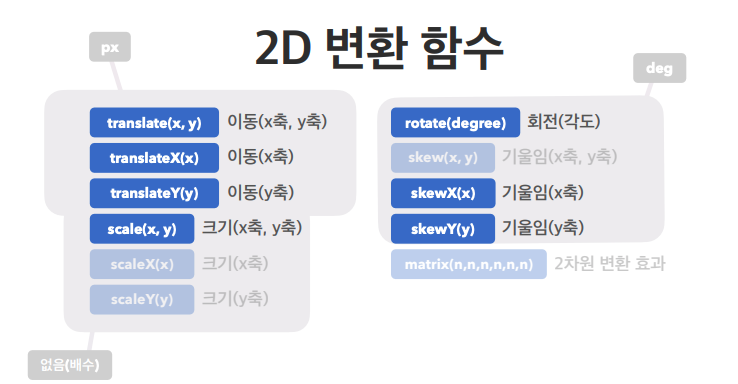 2D 변환 함수
px
translate(x, y) 이동(x축, y축)
translateX(x) 이동(x축)
translateY(y) 이동(y축)
scale(x, y) 크기(x축, y축)
scaleX(x) 크기(x축)
scaleY(y) 크기(y축)
없음(배수)
deg
rotate(degree) 회전(각도)
skew(x, y) 기울임(x축, y축)
skewX(x) 기울임(x축)
skewY(y) 기울임(y축)
matrix(n,n,n,n,n,n) 2차원 변환 효과